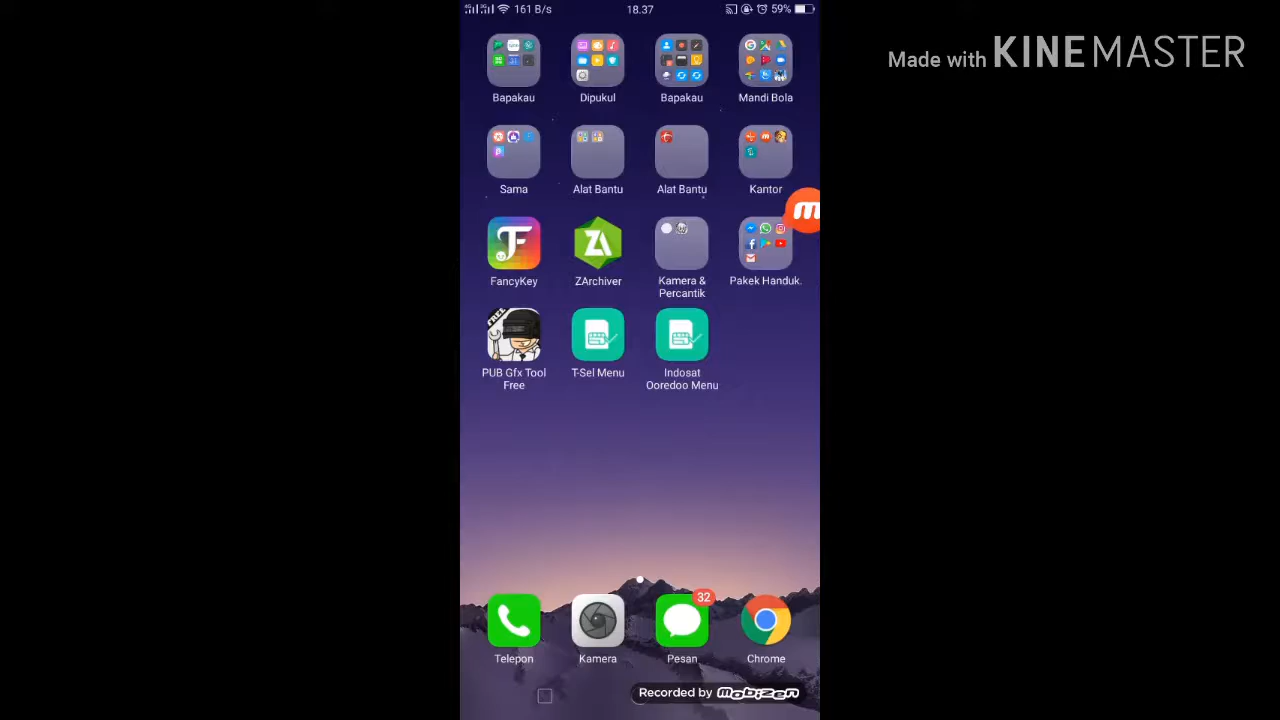 161 B/s
18.37
59%
Made with KINEMASTER
Bapakau
Dipukul
Bapakau
Mandi Bola
Sama
Alat Bantu
Alat Bantu
Kantor
FancyKey
ZArchiver
Kamera &
Percantik
Pakek Handuk.
FREE
PUB Gfx Tool
Free
T-Sel Menu
Indosat
Ooredoo Menu
32
Telepon
Kamera
Pesan
Chrome
Recorded by mobizen